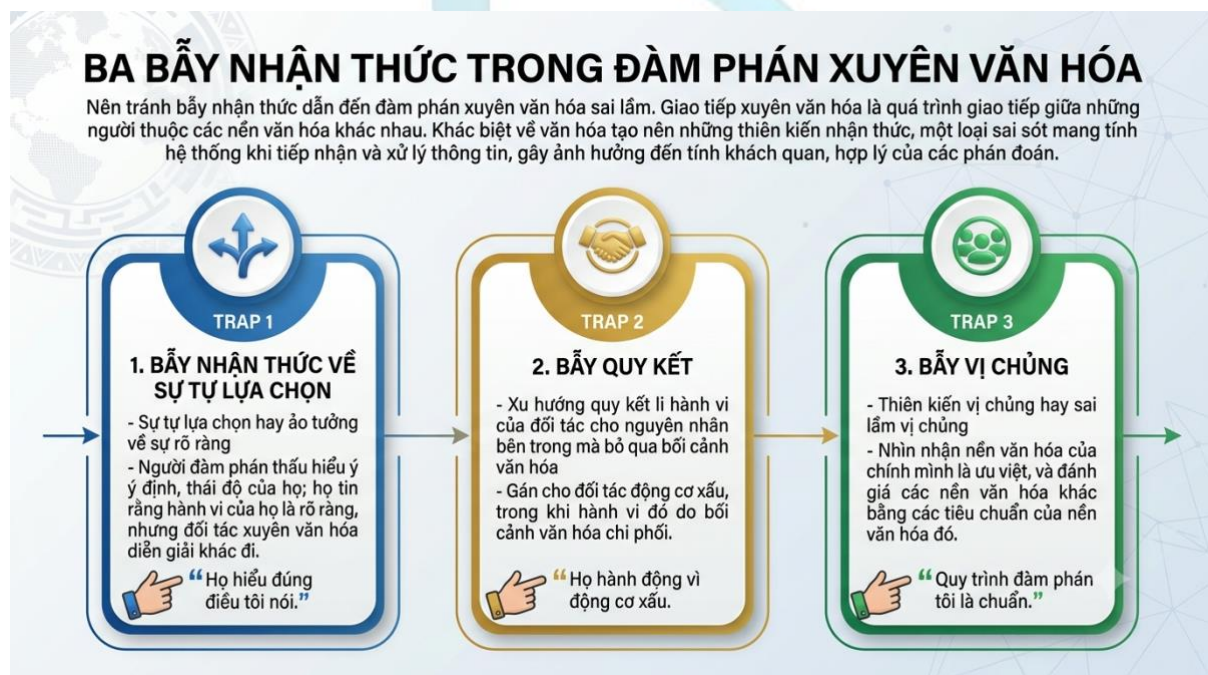 BA BẪY NHẬN THỨC TRONG ĐÀM PHÁN XUYÊN VĂN HÓA
Nên tránh bẫy nhận thức dẫn đến đàm phán xuyên văn hóa sai lầm. Giao tiếp xuyên văn hóa là quá trình giao tiếp giữa những
người thuộc các nền văn hóa khác nhau. Khác biệt về văn hóa tạo nên những thiên kiến nhận thức, một loại sai sót mang tính
hệ thống khi tiếp nhận và xử lý thông tin, gây ảnh hưởng đến tính khách quan, hợp lý của các phán đoán.
TRAP 1
1. BẪY NHẬN THỨC VỀ
SỰ TỰ LỰA CHỌN
- Sự tự lựa chọn hay ảo tưởng
về sự rõ ràng
- Người đàm phán thấu hiểu ý
ý định, thái độ của họ; họ tin
rằng hành vi của họ là rõ ràng,
nhưng đối tác xuyên văn hóa
diễn giải khác đi.
“Họ hiểu đúng
điều tôi nói.”
TRAP 2
2. BẪY QUY KẾT
- Xu hướng quy kết li hành vi
của đối tác cho nguyên nhân
bên trong mà bỏ qua bối cảnh
văn hóa
- Gán cho đối tác động cơ xấu,
trong khi hành vi đó do bối
cảnh văn hóa chi phối.
“Họ hành động vì
động cơ xấu.
TRAP 3
3. BẪY VỊ CHỦNG
- Thiên kiến vị chủng hay sai
lầm vị chủng
- Nhìn nhận nền văn hóa của
chính mình là ưu việt, và đánh
giá các nền văn hóa khác
bằng các tiêu chuẩn của nền
văn hóa đó.
“Quy trình đàm phán
tôi là chuẩn.”